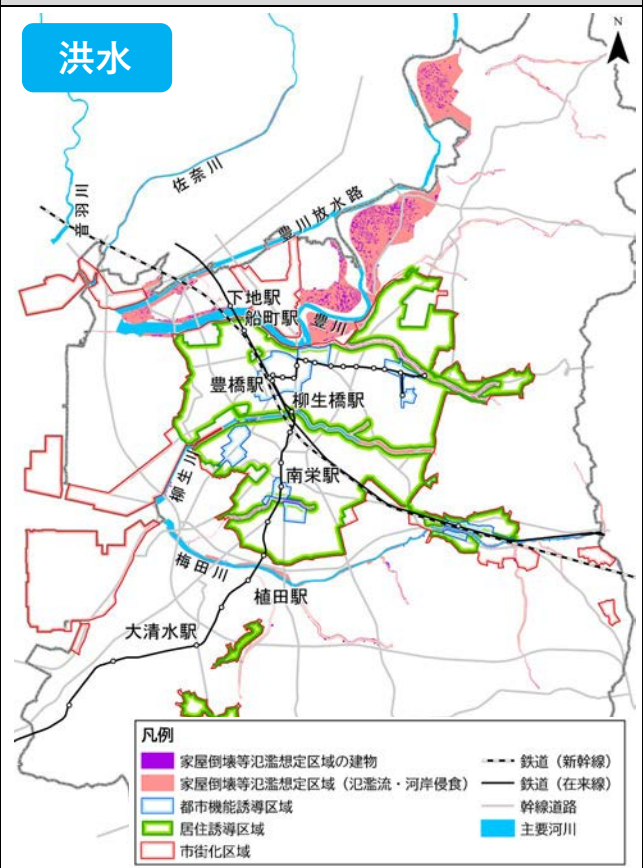 洪水
N
佐奈川
音羽川
豊川放水路
下地駅
船町駅
豊川
豊橋駅
柳生橋駅
南栄駅
柳生川
梅田川
植田駅
大清水駅
凡例
家屋倒壊等氾濫想定区域の建物
家屋倒壊等氾濫想定区域（氾濫流・河岸侵食）
都市機能誘導区域
居住誘導区域
市街化区域
鉄道（新幹線）
鉄道（在来線）
幹線道路
主要河川